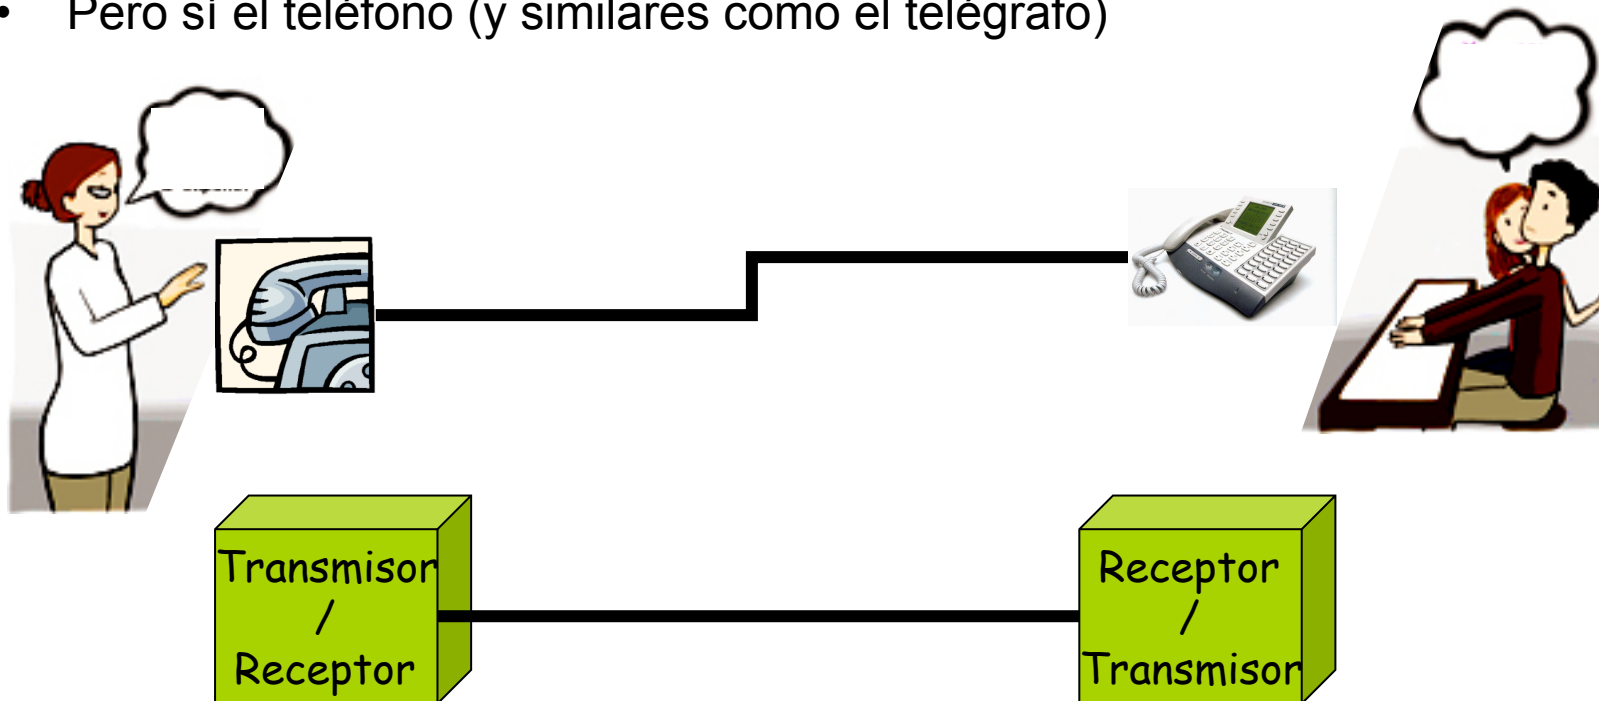 • Pero sí el teléfono (y similares como el telégrafo)
Transmisor
/
Receptor
Receptor
/
Transmisor